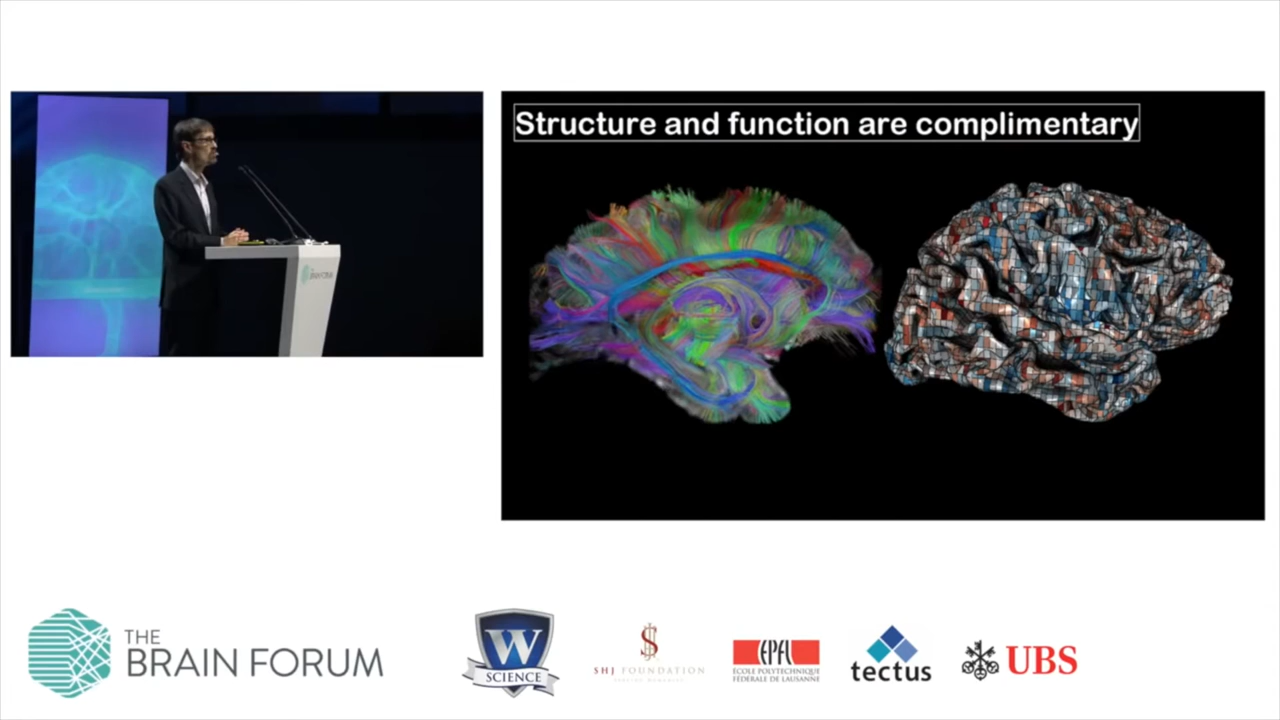 Structure and function are complimentary
THE
BRAIN FORUM
W
SCIENCE
SHJ FOUNDATION
EPFL
ECOLE POLYTECHNIQUE
FÉDÉRALE DE LAUSANNE
tectus
UBS